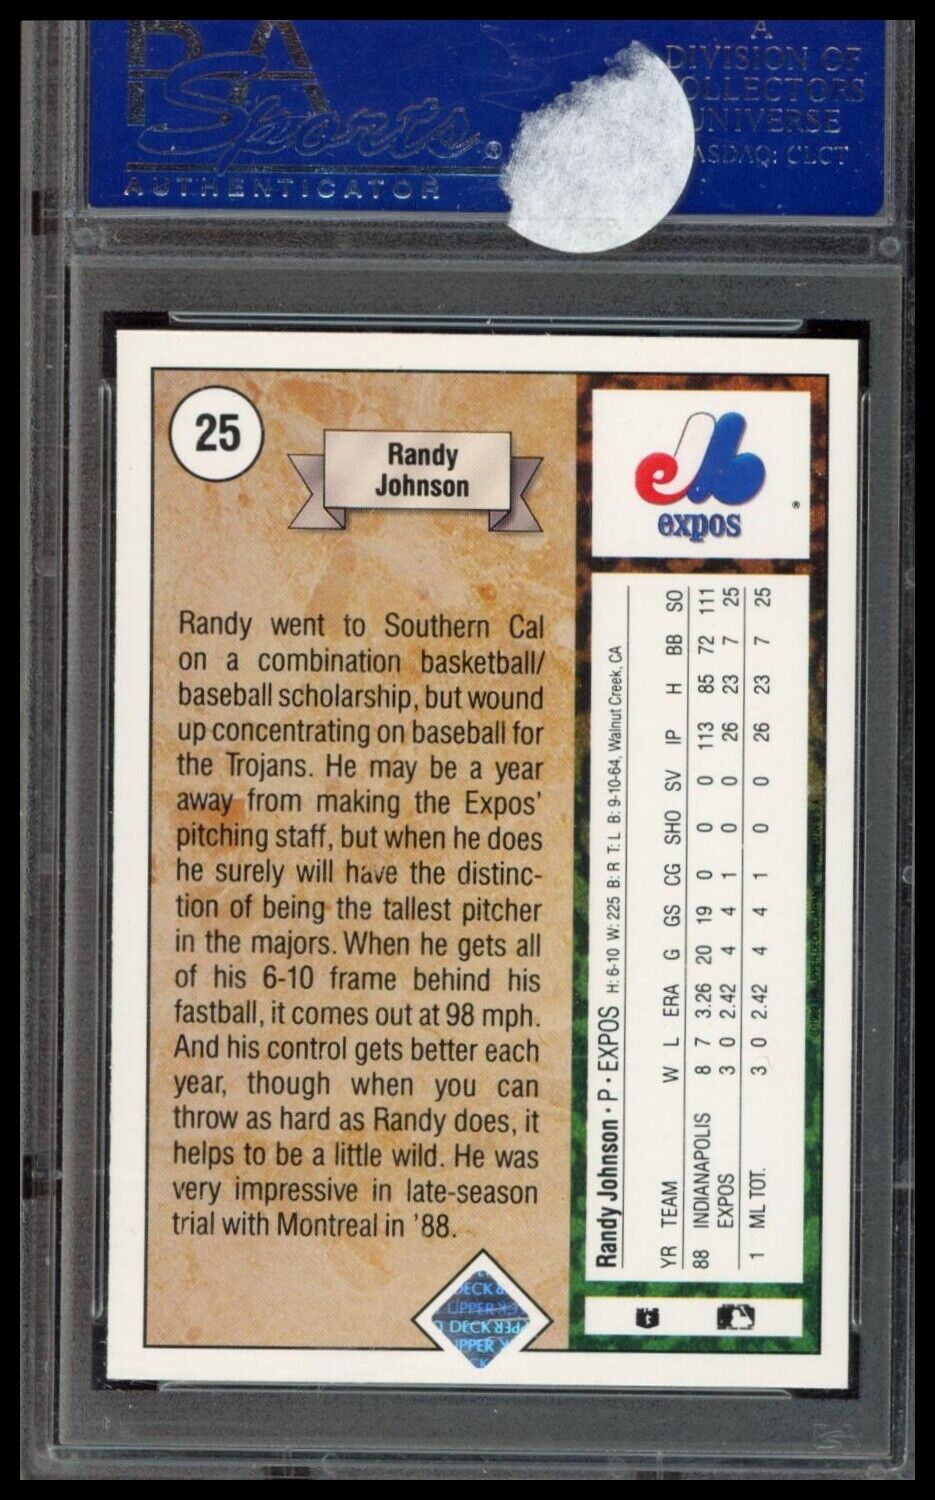 PSA
Sports®
AUTHENTICATOR
A
DIVISION OF
COLLECTORS
UNIVERSE
NASDAQ: CLCT
25
Randy
Johnson
expos
®
Randy went to Southern Cal
on a combination basketball/
baseball scholarship, but wound
up concentrating on baseball for
the Trojans. He may be a year
away from making the Expos'
pitching staff, but when he does
he surely will have the distinc-
tion of being the tallest pitcher
in the majors. When he gets all
of his 6-10 frame behind his
fastball, it comes out at 98 mph.
And his control gets better each
year, though when you can
throw as hard as Randy does, it
helps to be a little wild. He was
very impressive in late-season
trial with Montreal in '88.
Randy Johnson • P • EXPOS H: 6-10 W: 225 B: R T: L B: 9-10-64, Walnut Creek, CA
YR TEAM W L ERA G GS CG SHO SV IP H BB SO
88 INDIANAPOLIS 8 7 3.26 20 19 0 0 0 113 85 72 111
EXPOS 3 0 2.42 4 4 1 0 0 26 23 7 25
1 ML TOT. 3 0 2.42 4 4 1 0 0 26 23 7 25
DECK
UPPER
DECK
UPPER